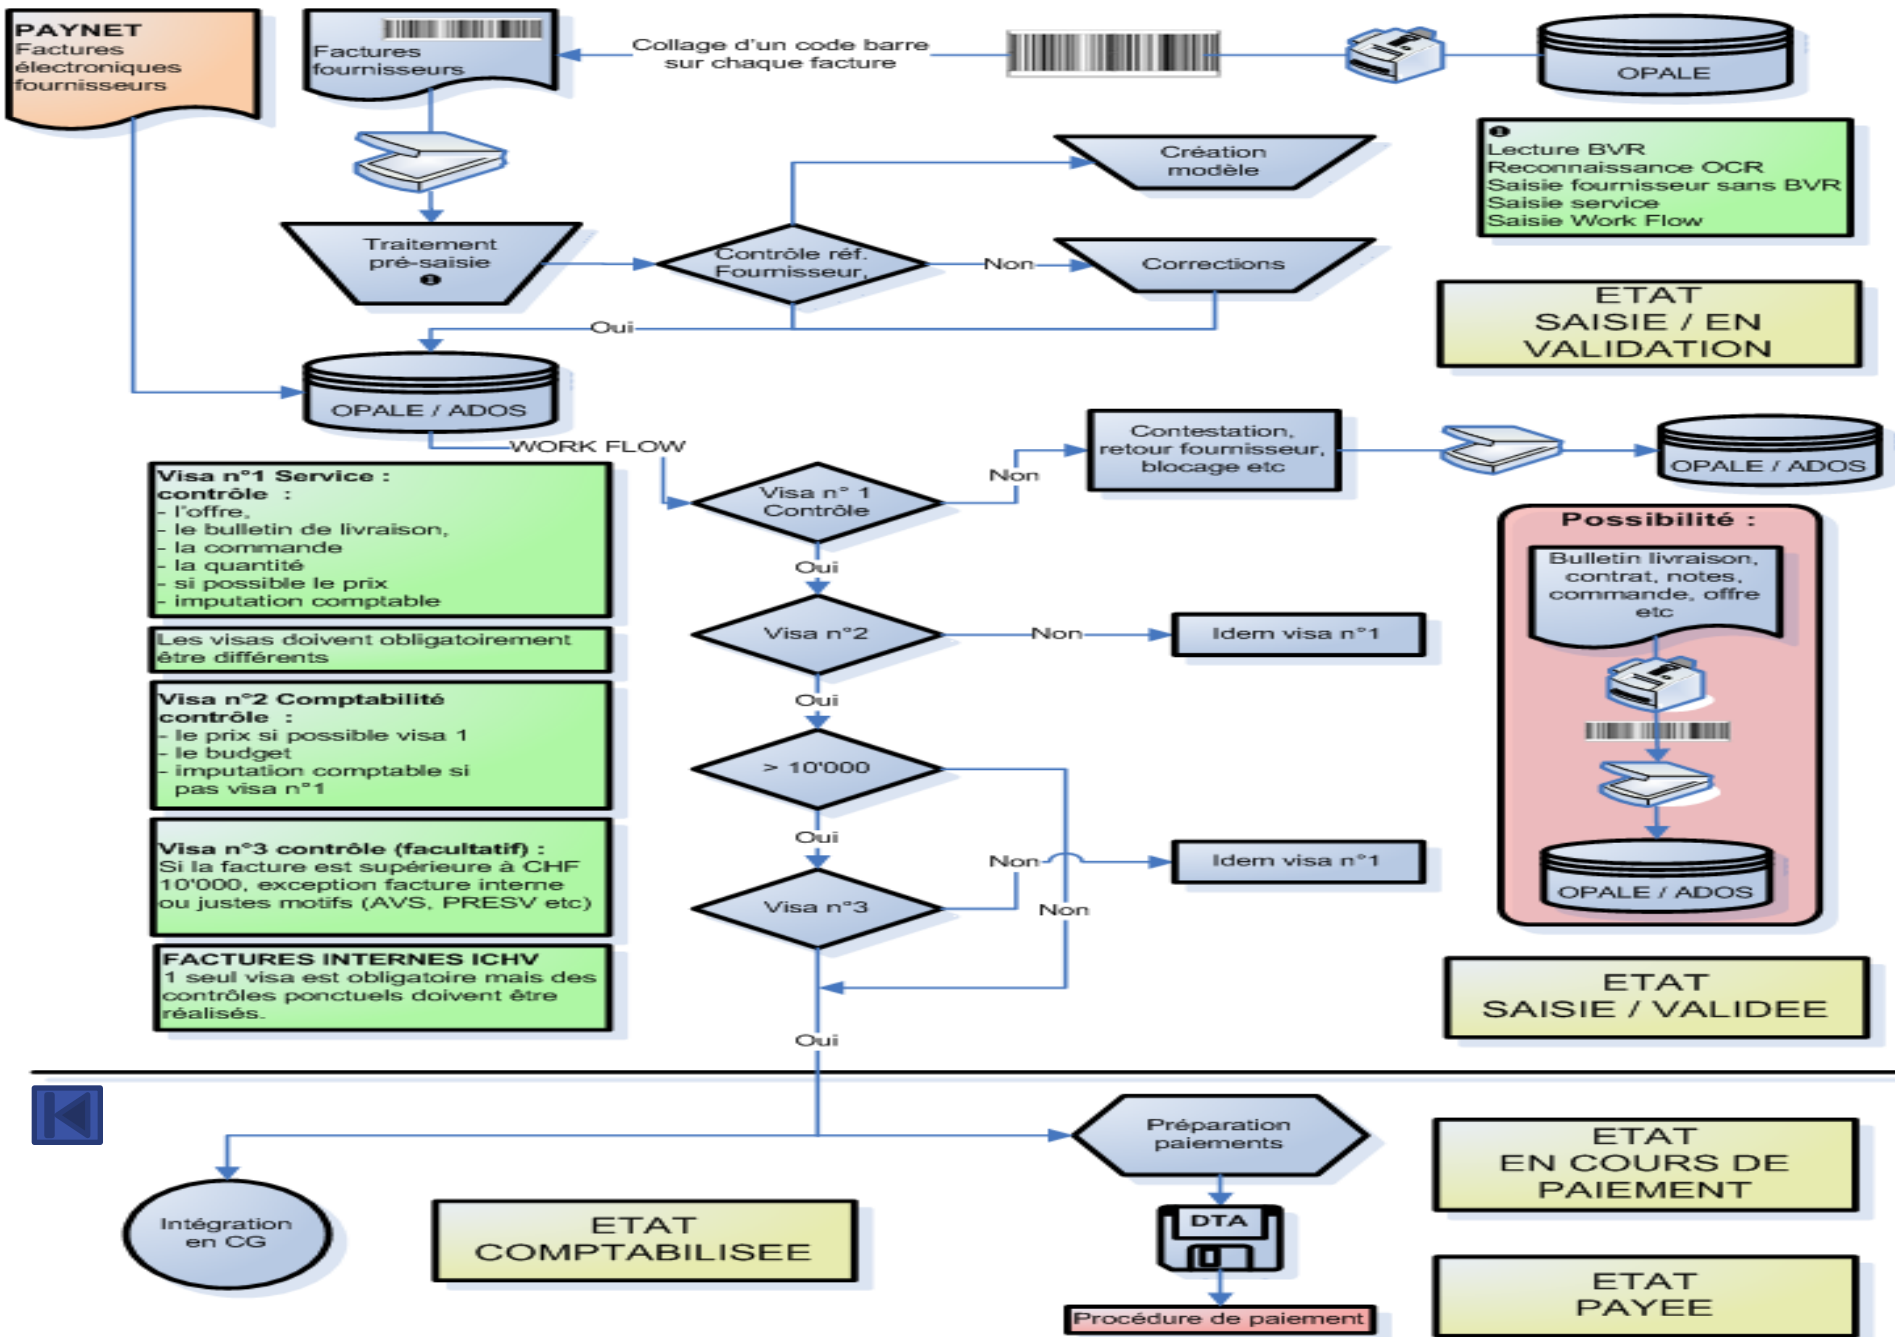 PAYNET
Factures
électroniques
fournisseurs
Factures
fournisseurs
Collage d'un code barre
sur chaque facture
OPALE
❶
Lecture BVR
Reconnaissance OCR
Saisie fournisseur sans BVR
Saisie service
Saisie Work Flow
Création
modèle
Traitement
pré-saisie
❶
Contrôle réf.
Fournisseur,
Non
Corrections
ETAT
SAISIE / EN
VALIDATION
Oui
OPALE / ADOS
WORK FLOW
Contestation,
retour fournisseur,
blocage etc
OPALE / ADOS
Non
Visa n° 1
Contrôle
Visa n°1 Service :
contrôle :
- l'offre,
- le bulletin de livraison,
- la commande
- la quantité
- si possible le prix
- imputation comptable
Possibilité :
Bulletin livraison,
contrat, notes,
commande, offre
etc
OPALE / ADOS
Oui
Visa n°2
Non
Idem visa n°1
Les visas doivent obligatoirement
être différents
Visa n°2 Comptabilité
contrôle :
- le prix si possible visa 1
- le budget
- imputation comptable si
pas visa n°1
Oui
> 10'000
Oui
Non
Idem visa n°1
Visa n°3
Non
Visa n°3 contrôle (facultatif) :
Si la facture est supérieure à CHF
10'000, exception facture interne
ou justes motifs (AVS, PRESV etc)
FACTURES INTERNES ICHV
1 seul visa est obligatoire mais des
contrôles ponctuels doivent être
réalisés.
ETAT
SAISIE / VALIDEE
Oui
Préparation
paiements
ETAT
EN COURS DE
PAIEMENT
Intégration
en CG
ETAT
COMPTABILISEE
DTA
ETAT
PAYEE
Procédure de paiement